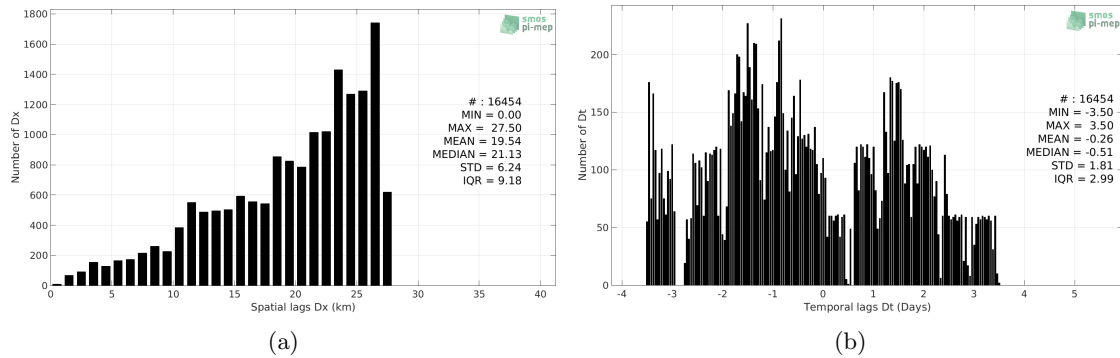 1800
1600
1400
1200
1000
800
600
400
200
0
Number of Dx
smos
pi-mep
# : 16454
MIN = 0.00
MAX = 27.50
MEAN = 19.54
MEDIAN = 21.13
STD = 6.24
IQR = 9.18
0 5 10 15 20 25 30 35 40
Spatial lags Dx (km)
(a)
200
150
100
50
0
Number of Dt
smos
pi-mep
# : 16454
MIN = -3.50
MAX = 3.50
MEAN = -0.26
MEDIAN = -0.51
STD = 1.81
IQR = 2.99
-4 -3 -2 -1 0 1 2 3 4 5
Temporal lags Dt (Days)
(b)